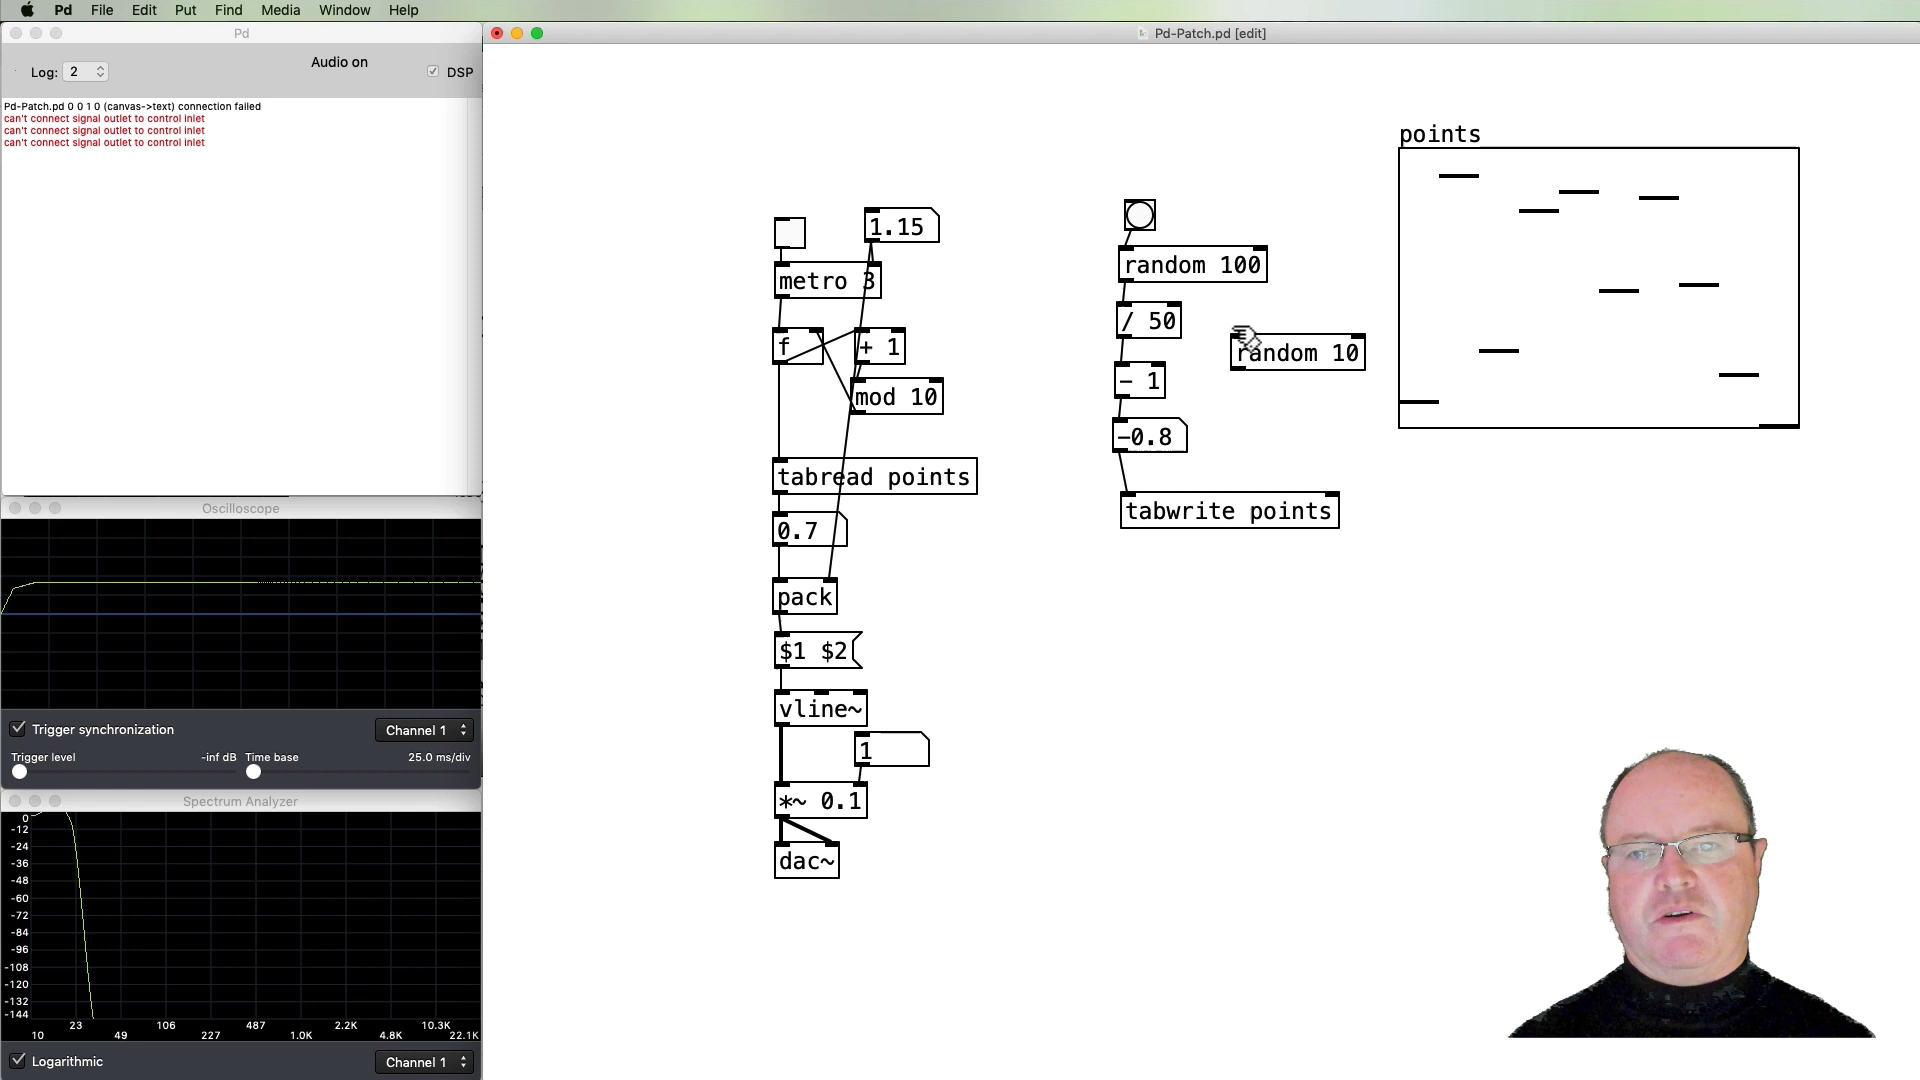 Pd File Edit Put Find Media Window Help
Pd
Pd-Patch.pd [edit]
Audio on
Log: 2
DSP
Pd-Patch.pd 0 0 1 0 (canvas->text) connection failed
can't connect signal outlet to control inlet
can't connect signal outlet to control inlet
can't connect signal outlet to control inlet
points
1.15
metro 3
f
+ 1
mod 10
tabread points
0.7
pack
$1 $2
vline~
1
*~ 0.1
dac~
random 100
/ 50
random 10
- 1
-0.8
tabwrite points
Oscilloscope
Trigger synchronization
Channel 1
Trigger level
-inf dB
Time base
25.0 ms/div
Spectrum Analyzer
0
-12
-24
-36
-48
-60
-72
-84
-96
-108
-120
-132
-144
23 106 487 2.2K 10.3K
10 49 227 1.0K 4.8K 22.1K
Logarithmic
Channel 1